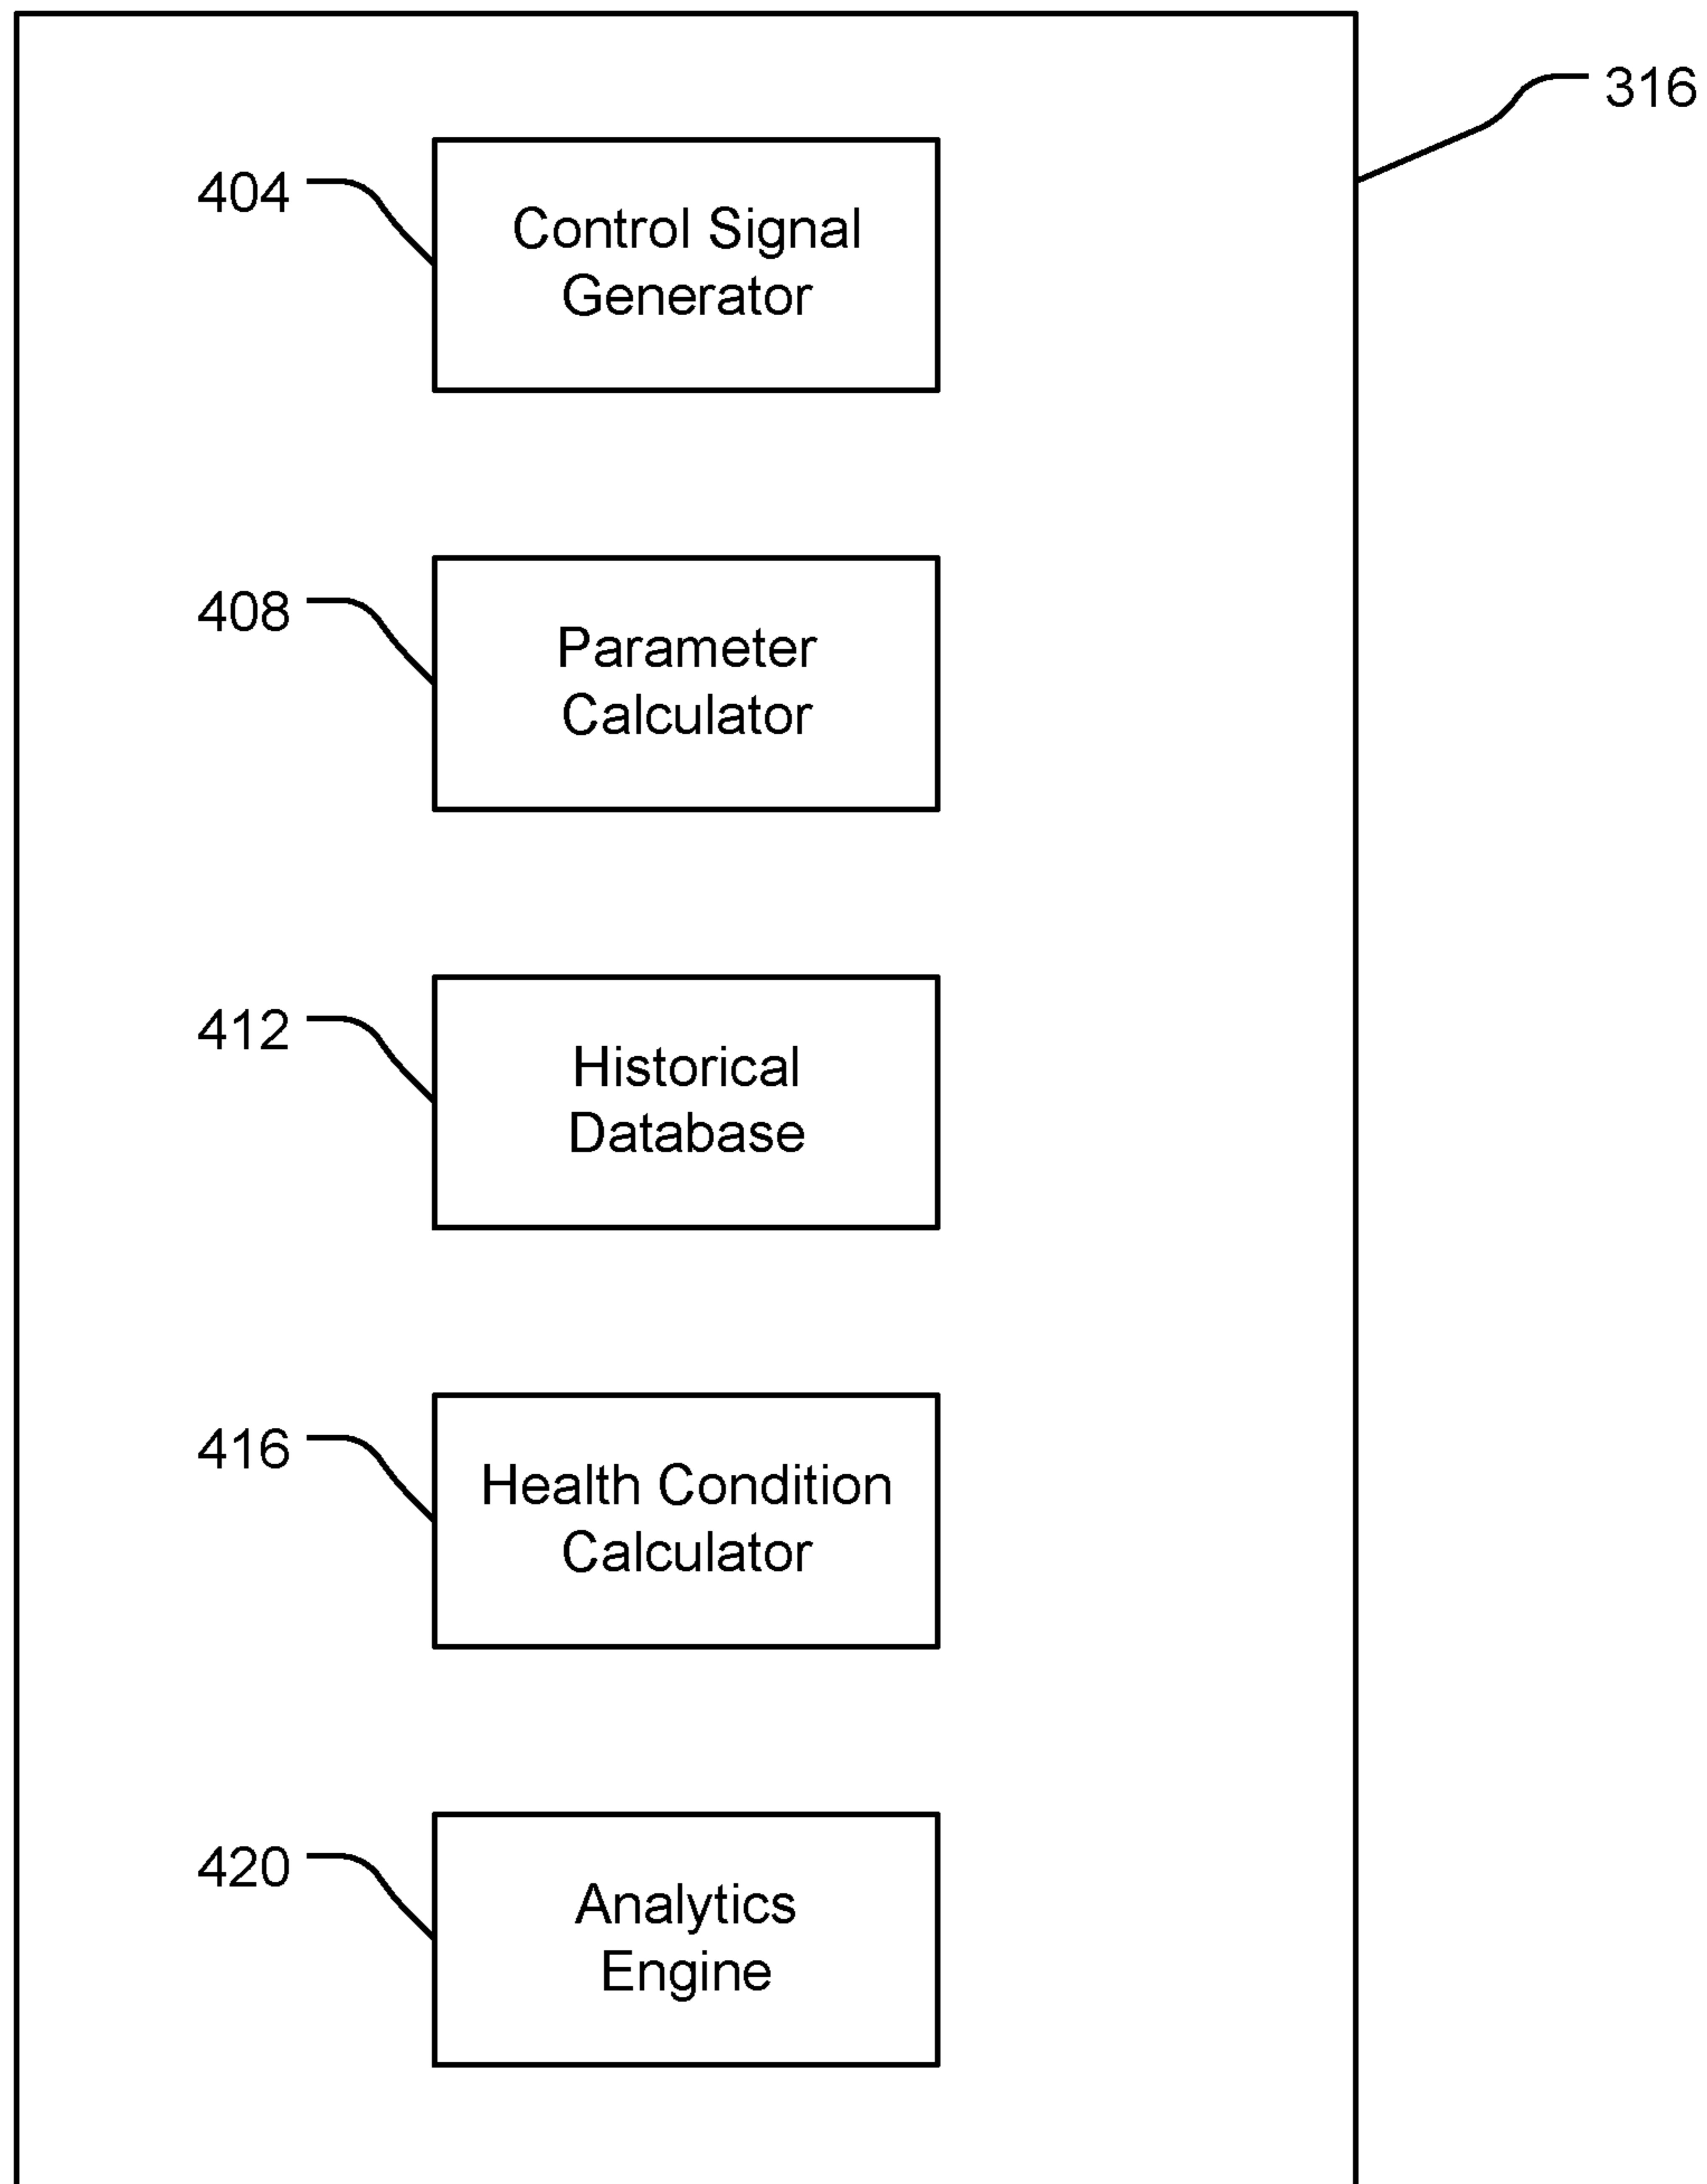 316
404
Control Signal
Generator
408
Parameter
Calculator
412
Historical
Database
416
Health Condition
Calculator
420
Analytics
Engine